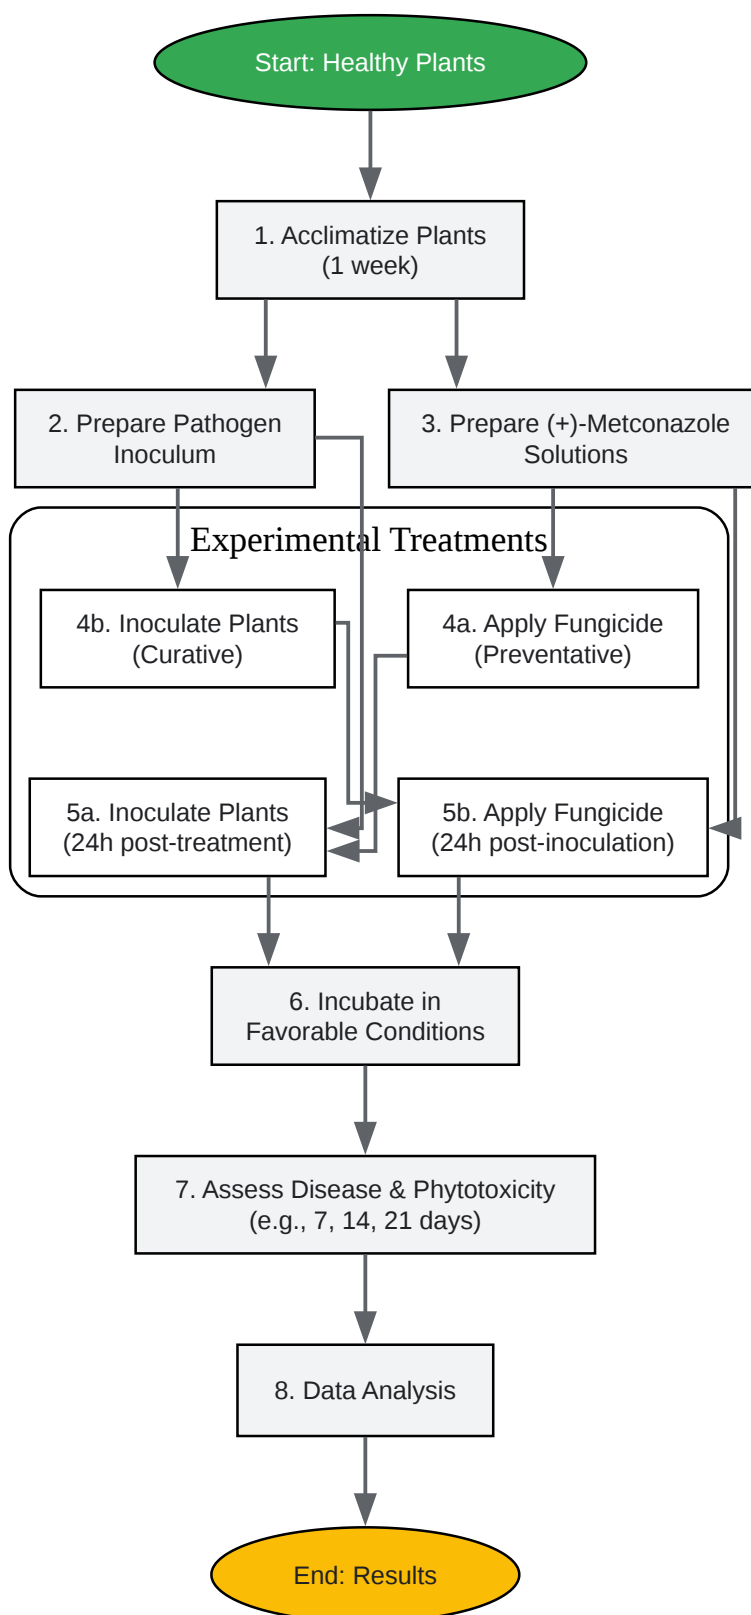 Start: Healthy Plants
1. Acclimatize Plants
(1 week)
2. Prepare Pathogen
Inoculum
3. Prepare (+)-Metconazole
Solutions
Experimental Treatments
4b. Inoculate Plants
(Curative)
4a. Apply Fungicide
(Preventative)
5a. Inoculate Plants
(24h post-treatment)
5b. Apply Fungicide
(24h post-inoculation)
6. Incubate in
Favorable Conditions
7. Assess Disease & Phytotoxicity
(e.g., 7, 14, 21 days)
8. Data Analysis
End: Results